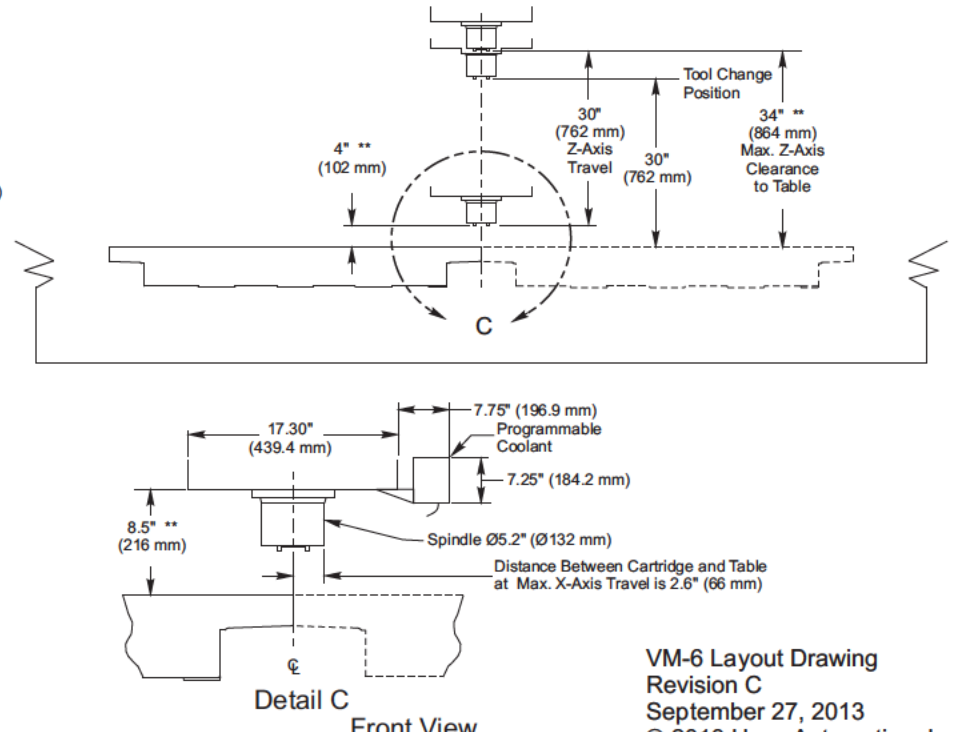 Tool Change
Position
30"
(762 mm)
Z-Axis
Travel
34" **
(864 mm)
Max. Z-Axis
Clearance
to Table
30"
(762 mm)
4" **
(102 mm)
C
17.30"
(439.4 mm)
7.75" (196.9 mm)
Programmable
Coolant
7.25" (184.2 mm)
8.5" **
(216 mm)
Spindle Ø5.2" (Ø132 mm)
Distance Between Cartridge and Table
at Max. X-Axis Travel is 2.6" (66 mm)
℄
Detail C
Front View
VM-6 Layout Drawing
Revision C
September 27, 2013